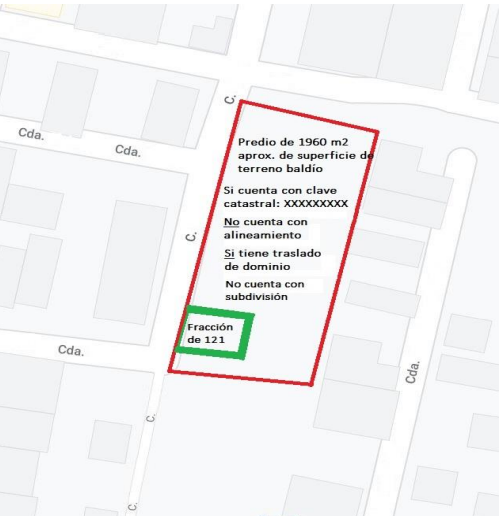 C.
Cda.
Cda.
Predio de 1960 m2
aprox. de superficie de
terreno baldío
Si cuenta con clave
catastral: XXXXXXXXX
No cuenta con
alineamiento
Si tiene traslado
de dominio
No cuenta con
subdivisión
C.
Fracción
de 121
Cda.
Cda.
C.
C.